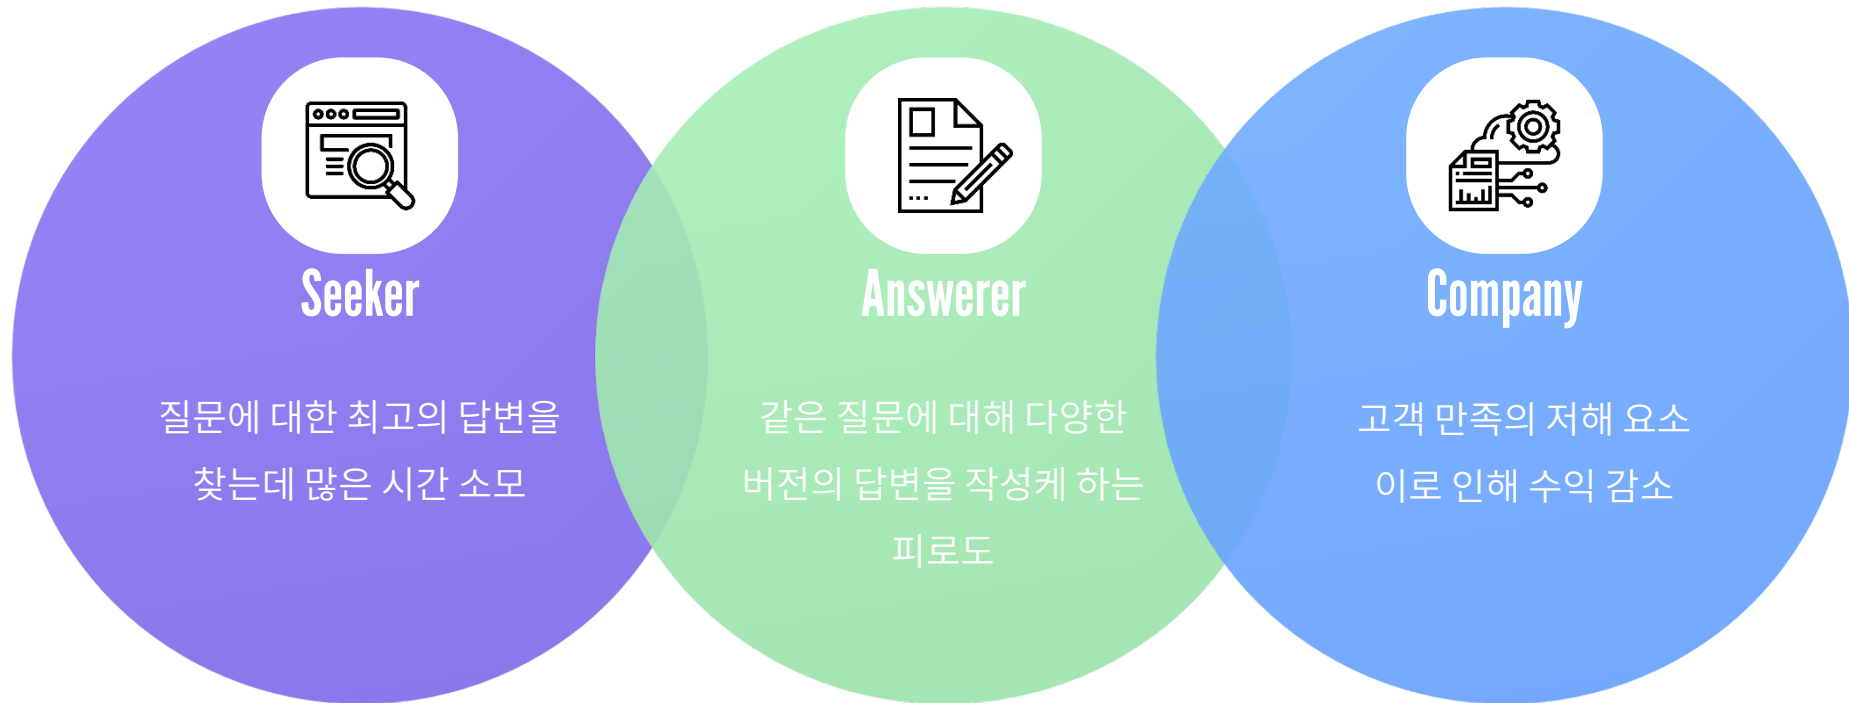 Seeker
질문에 대한 최고의 답변을
찾는데 많은 시간 소모
Answerer
같은 질문에 대해 다양한
버전의 답변을 작성케 하는
피로도
Company
고객 만족의 저해 요소
이로 인해 수익 감소